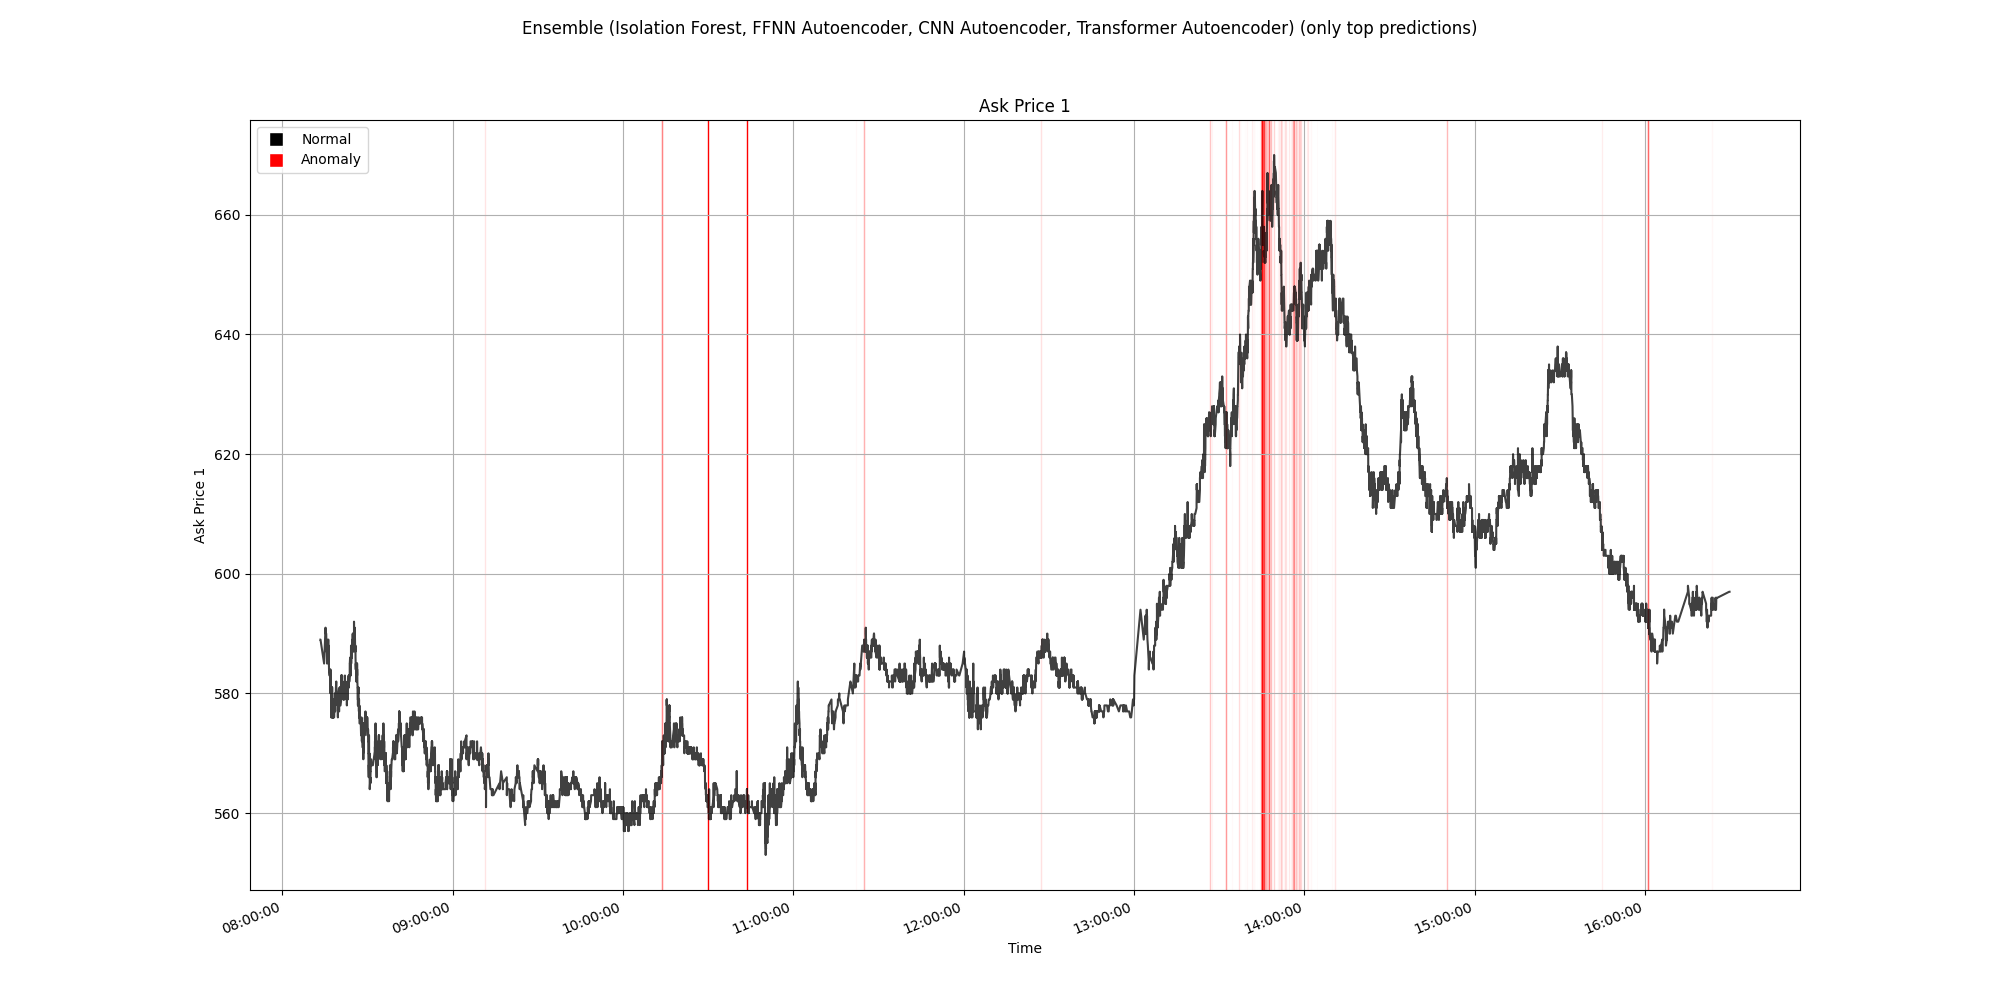 Ensemble (Isolation Forest, FFNN Autoencoder, CNN Autoencoder, Transformer Autoencoder) (only top predictions)
Ask Price 1
Normal
Anomaly
660
640
620
600
580
560
Ask Price 1
08:00:00
09:00:00
10:00:00
11:00:00
12:00:00
13:00:00
14:00:00
15:00:00
16:00:00
Time